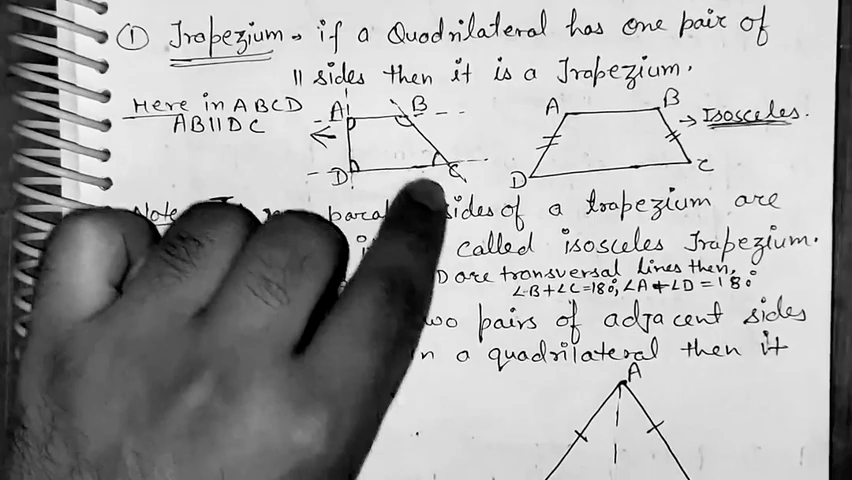 ① Trapezium → if a Quadrilateral has one pair of
|| sides then it is a Trapezium.
Here in ABCD
AB||DC
A B
D C
A B
D C
→ Isosceles.
Note sides of a trapezium are
called isosceles Trapezium.
D are transversal lines then,
∠B+∠C=180°, ∠A+∠D=180°
two pairs of adjacent sides
in a quadrilateral then it
A